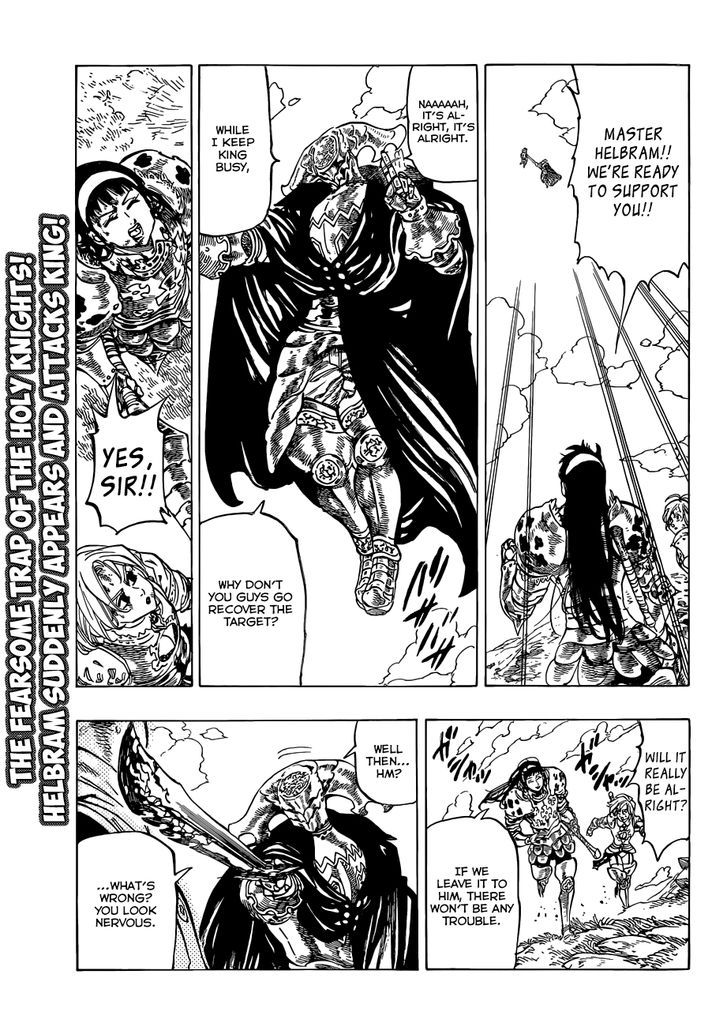 THE FEARSOME TRAP OF THE HOLY KNIGHTS!
HELBRAM SUDDENLY APPEARS AND ATTACKS KING!
MASTER
HELBRAM!!
WE'RE READY
TO SUPPORT
YOU!!
NAAAAAH,
IT'S AL-
RIGHT, IT'S
ALRIGHT.
WHILE
I KEEP
KING
BUSY,
WHY DON'T
YOU GUYS GO
RECOVER THE
TARGET?
YES,
SIR!!
WILL IT
REALLY
BE AL-
RIGHT?
IF WE
LEAVE IT TO
HIM, THERE
WON'T BE ANY
TROUBLE.
WELL
THEN...
HM?
...WHAT'S
WRONG?
YOU LOOK
NERVOUS.